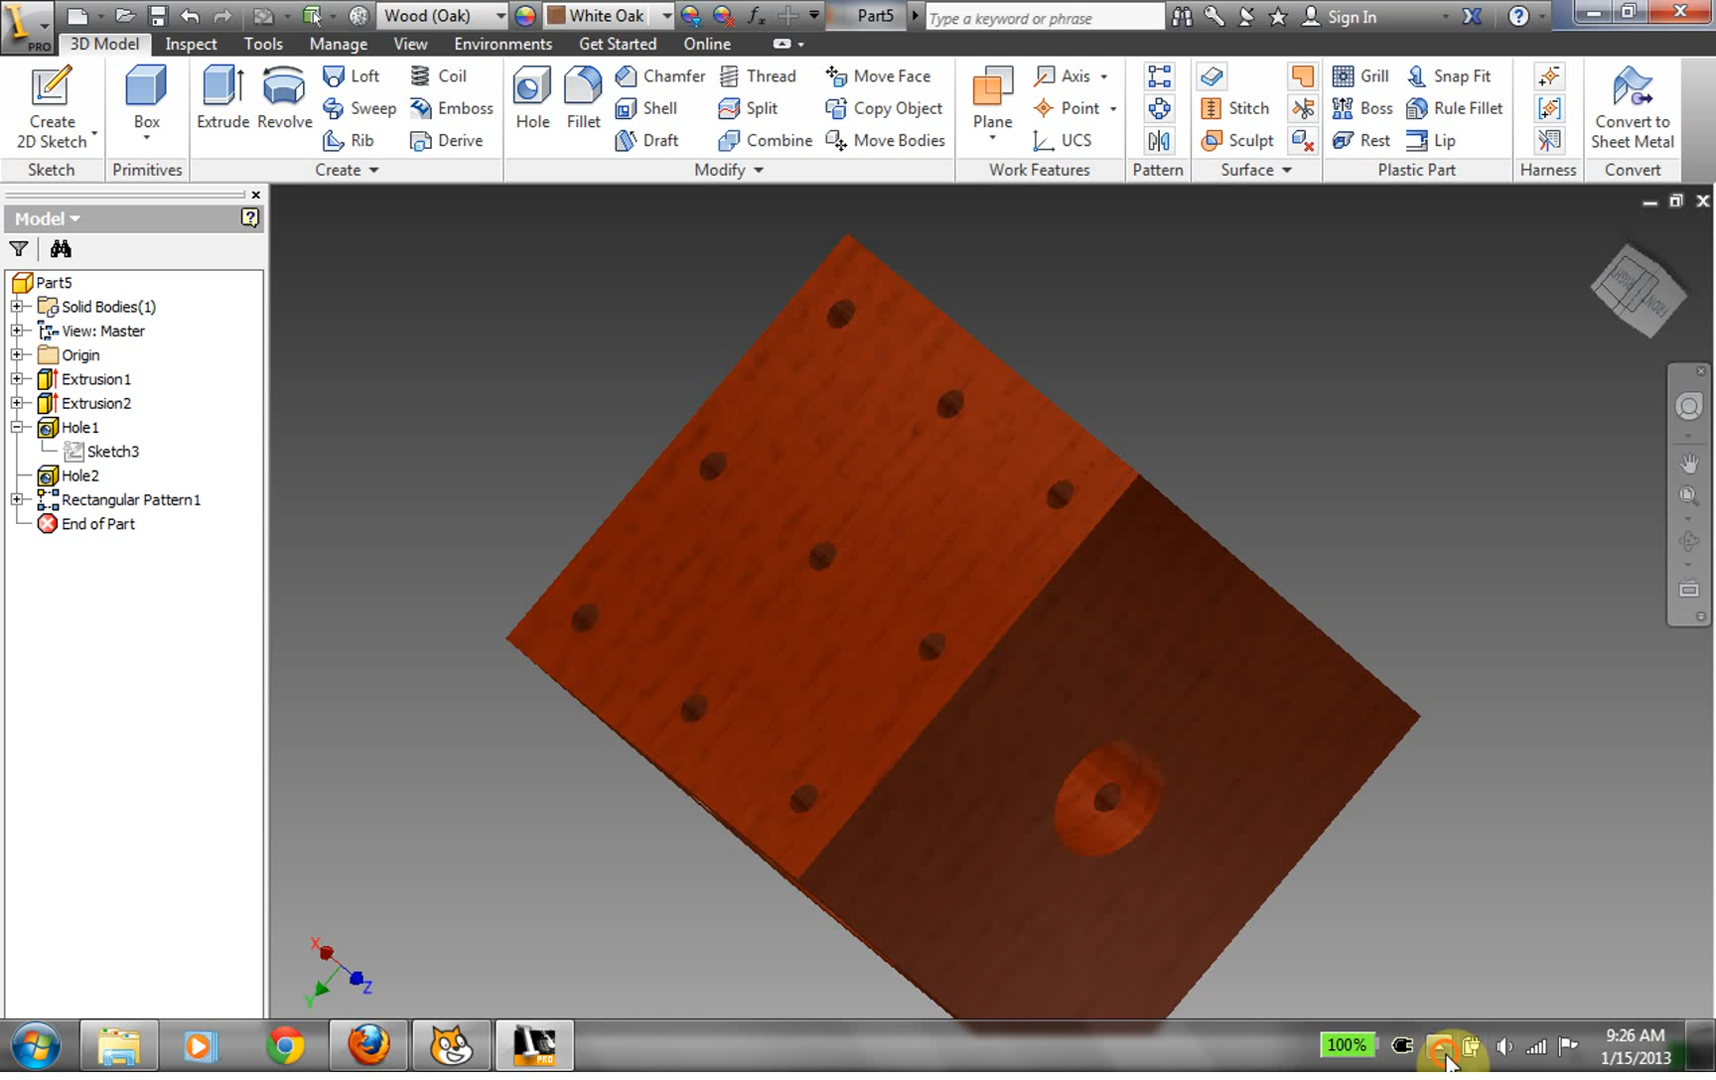 PRO
Wood (Oak)
White Oak
Part5
Type a keyword or phrase
Sign In
3D Model
Inspect
Tools
Manage
View
Environments
Get Started
Online
Create
2D Sketch
Box
Extrude
Revolve
Loft
Sweep
Rib
Coil
Emboss
Derive
Hole
Fillet
Chamfer
Shell
Draft
Thread
Split
Combine
Move Face
Copy Object
Move Bodies
Plane
Axis
Point
UCS
Stitch
Sculpt
Grill
Boss
Rest
Snap Fit
Rule Fillet
Lip
Convert to
Sheet Metal
Sketch
Primitives
Create
Modify
Work Features
Pattern
Surface
Plastic Part
Harness
Convert
Model
Part5
Solid Bodies(1)
View: Master
Origin
Extrusion1
Extrusion2
Hole1
Sketch3
Hole2
Rectangular Pattern1
End of Part
RIGHT
FRONT
X
Y
Z
PRO
100%
9:26 AM
1/15/2013